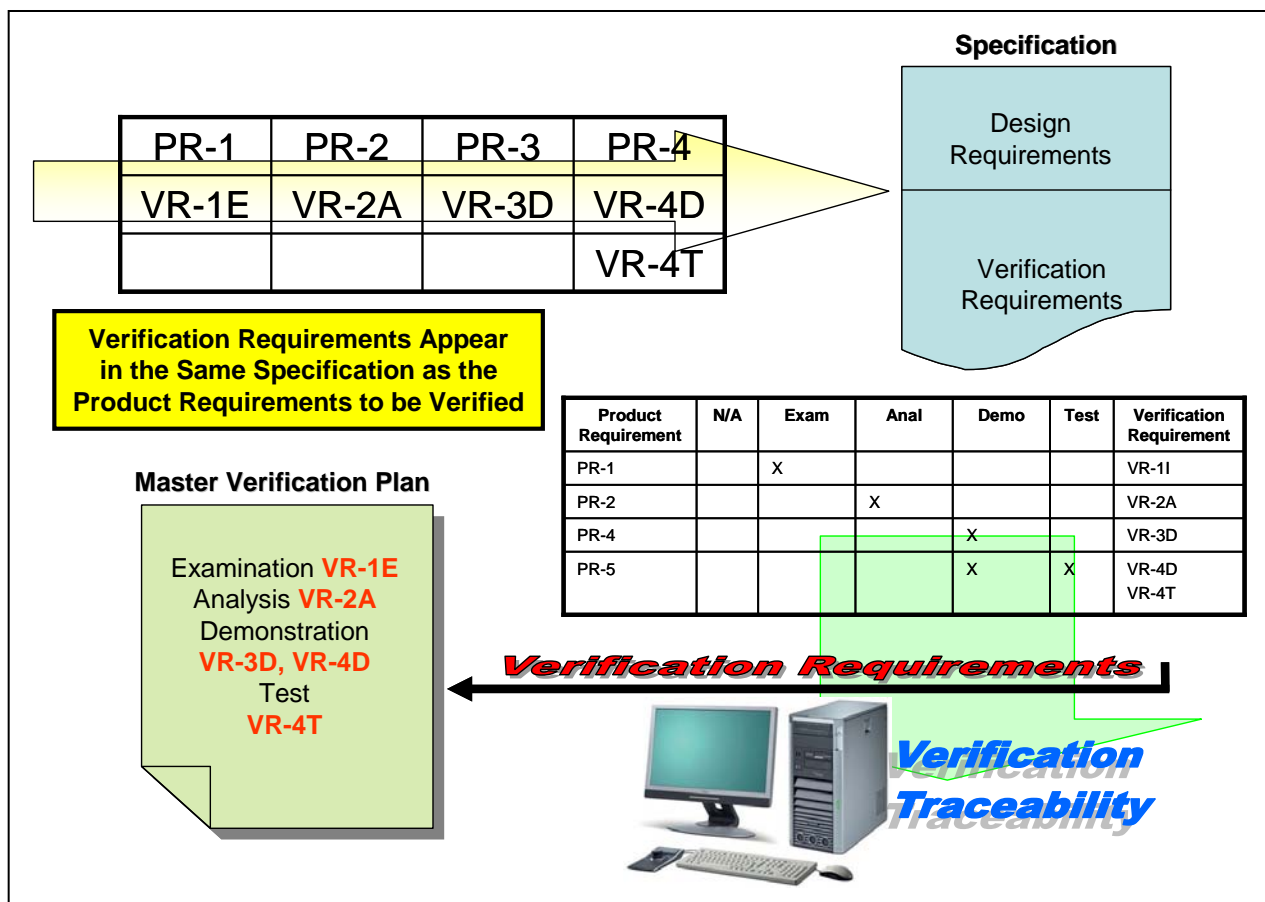 Specification
Design
Requirements
Verification
Requirements
PR-1 PR-2 PR-3 PR-4
VR-1E VR-2A VR-3D VR-4D
VR-4T
Verification Requirements Appear
in the Same Specification as the
Product Requirements to be Verified
Product Requirement N/A Exam Anal Demo Test Verification Requirement
PR-1 X VR-1I
PR-2 X VR-2A
PR-4 X VR-3D
PR-5 X X VR-4D
VR-4T
Master Verification Plan
Examination VR-1E
Analysis VR-2A
Demonstration
VR-3D, VR-4D
Test
VR-4T
Verification Requirements
Verification
Traceability